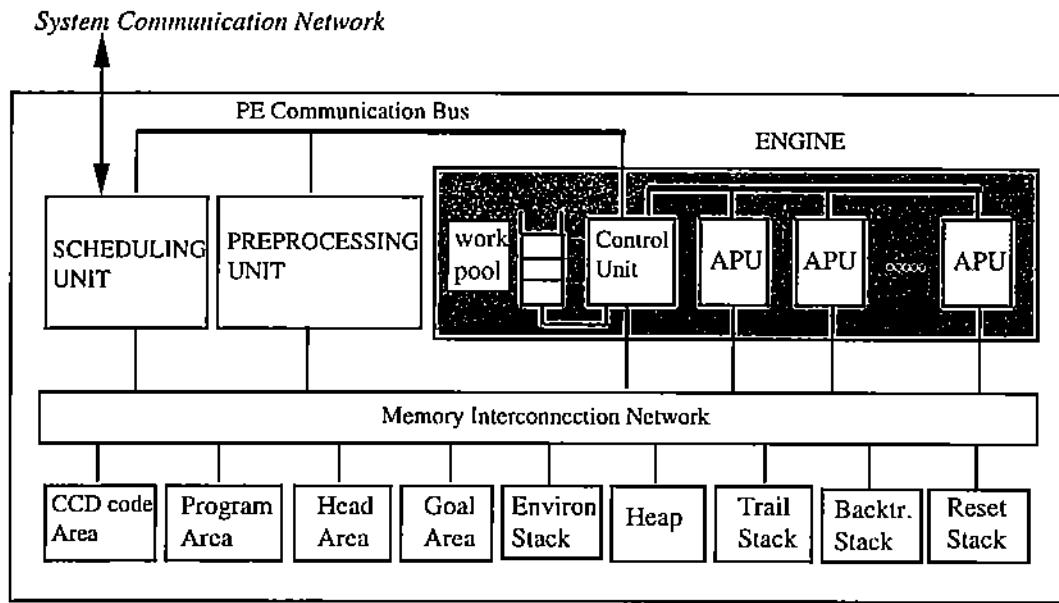 System Communication Network
PE Communication Bus
ENGINE
SCHEDULING
UNIT
PREPROCESSING
UNIT
work
pool
Control
Unit
APU
APU
APU
Memory Interconnection Network
CCD code
Area
Program
Area
Head
Area
Goal
Area
Environ
Stack
Heap
Trail
Stack
Backtr.
Stack
Reset
Stack